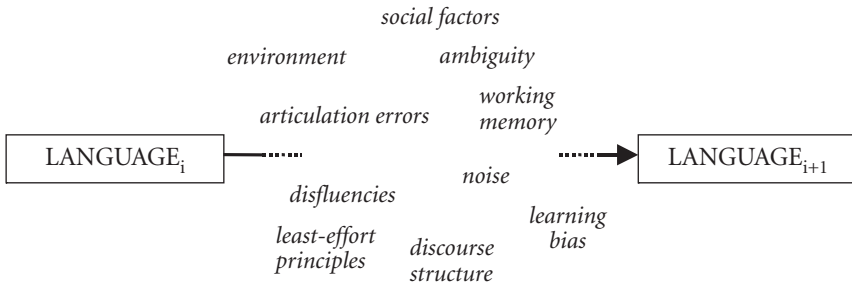 social factors
environment
ambiguity
working
memory
articulation errors
LANGUAGEi
LANGUAGEi+1
noise
disfluencies
learning
bias
least-effort
principles
discourse
structure